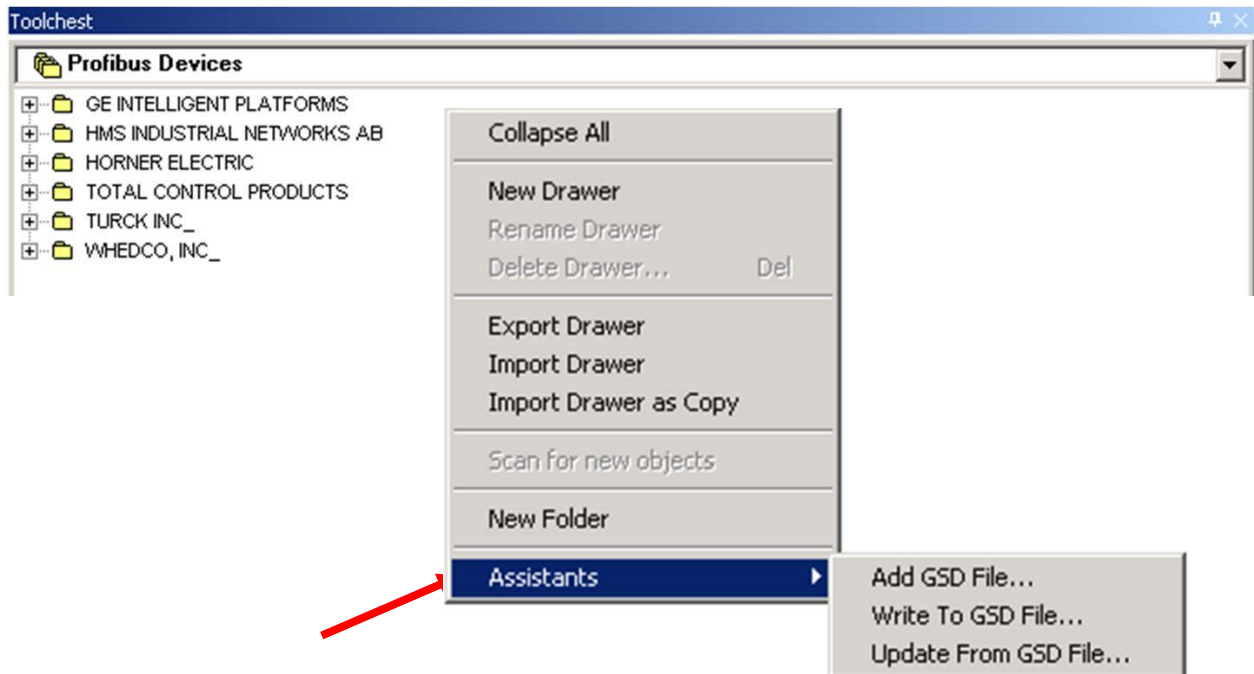 Toolchest
Profibus Devices
GE INTELLIGENT PLATFORMS
HMS INDUSTRIAL NETWORKS AB
HORNER ELECTRIC
TOTAL CONTROL PRODUCTS
TURCK INC_
WHEDCO, INC_
Collapse All
New Drawer
Rename Drawer
Delete Drawer... Del
Export Drawer
Import Drawer
Import Drawer as Copy
Scan for new objects
New Folder
Assistants
Add GSD File...
Write To GSD File...
Update From GSD File...